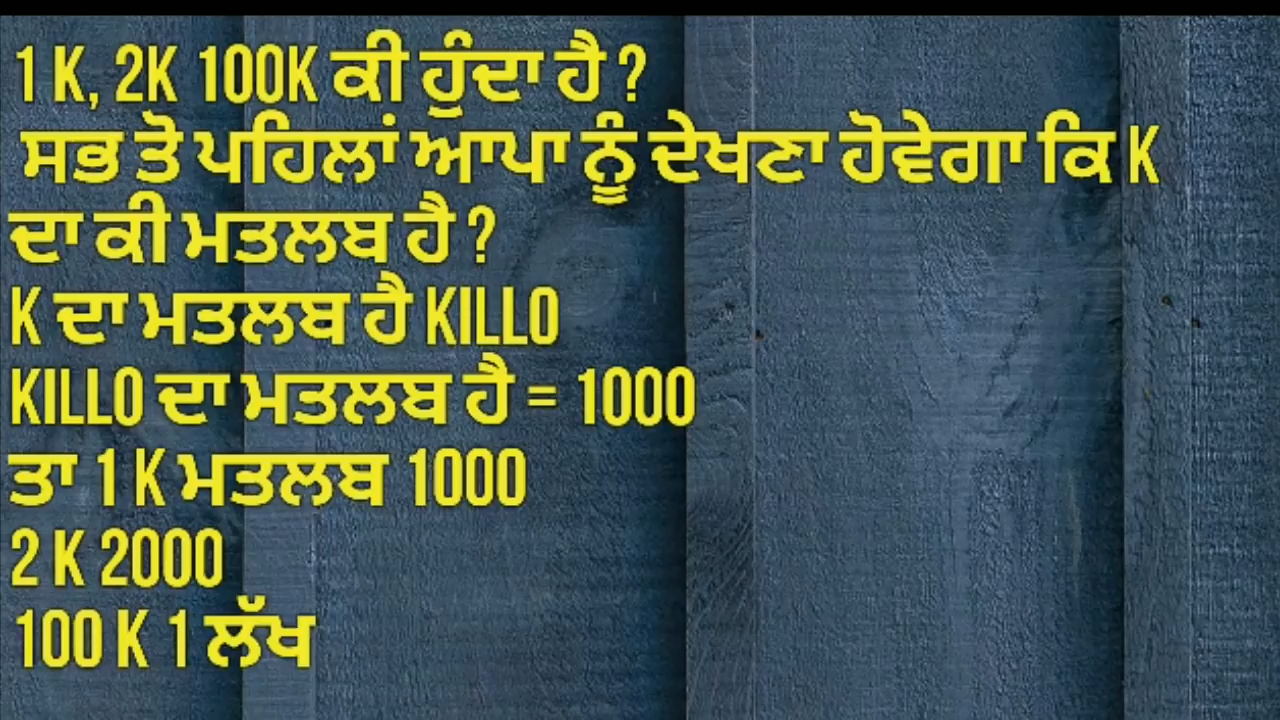 1 K, 2K 100K ਕੀ ਹੁੰਦਾ ਹੈ ?
ਸਭ ਤੋ ਪਹਿਲਾਂ ਆਪਾ ਨੂੰ ਦੇਖਣਾ ਹੋਵੇਗਾ ਕਿ K
ਦਾ ਕੀ ਮਤਲਬ ਹੈ ?
K ਦਾ ਮਤਲਬ ਹੈ KILLO
KILLO ਦਾ ਮਤਲਬ ਹੈ = 1000
ਤਾ 1 K ਮਤਲਬ 1000
2 K 2000
100 K 1 ਲੱਖ